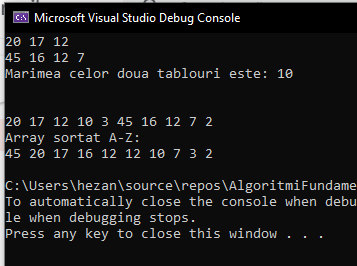 Microsoft Visual Studio Debug Console
20 17 12
45 16 12 7
Marimea celor doua tablouri este: 10
20 17 12 10 3 45 16 12 7 2
Array sortat A-Z:
45 20 17 16 12 12 10 7 3 2
C:\Users\hezan\source\repos\AlgoritmiFundame
To automatically close the console when debu
le when debugging stops.
Press any key to close this window . . .